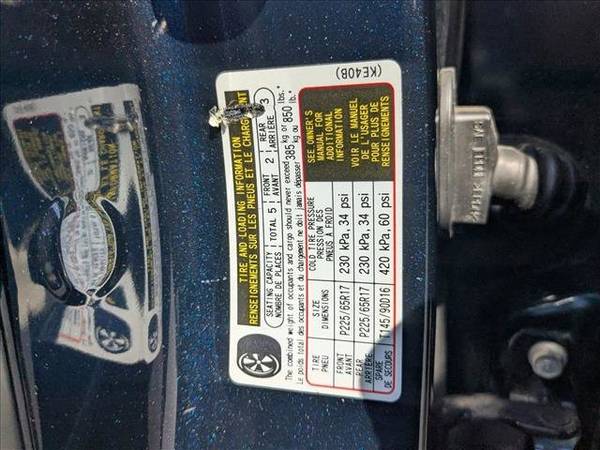 (KE40B)
TIRE AND LOADING INFORMATION
RENSEIGNEMENTS SUR LES PNEUS ET LE CHARGEMENT
SEATING CAPACITY
NOMBRE DE PLACES
TOTAL 5
FRONT
AVANT
2
REAR
ARRIÈRE
3
The combined weight of occupants and cargo should never exceed 385 kg or 850 lbs.*
Le poids total des occupants et du chargement ne doit jamais dépasser kg ou lb.*
TIRE
PNEU
SIZE
DIMENSIONS
COLD TIRE PRESSURE
PRESSION DES
PNEUS À FROID
SEE OWNER'S
MANUAL FOR
ADDITIONAL
INFORMATION
VOIR LE MANUEL
DE L'USAGER
POUR PLUS DE
RENSEIGNEMENTS
FRONT
AVANT
P225/65R17
230 kPa, 34 psi
REAR
ARRIÈRE
P225/65R17
230 kPa, 34 psi
SPARE
DE SECOURS
T145/90D16
420 kPa, 60 psi